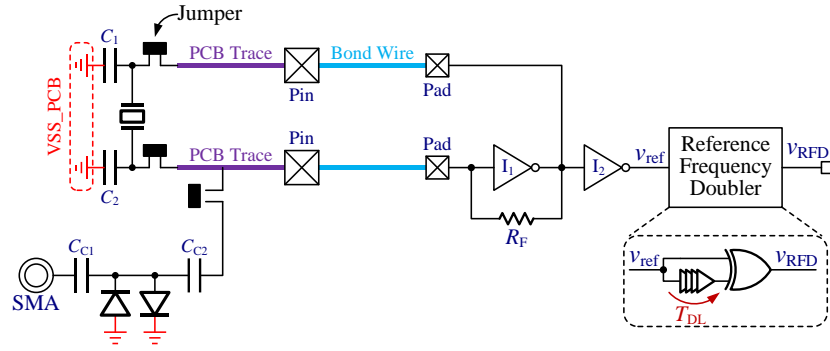 Jumper
C1
PCB Trace
Bond Wire
Pin
Pad
VSS_PCB
Pin
Pad
PCB Trace
C2
I1
I2
vref
Reference
Frequency
Doubler
vRFD
RF
CC1
CC2
SMA
vref
vRFD
TDL